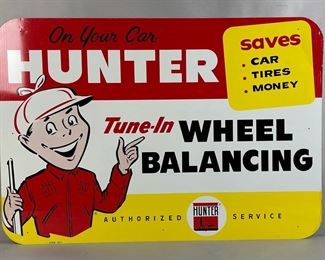 On Your Car
HUNTER
saves
• CAR
• TIRES
• MONEY
Tune-In WHEEL
BALANCING
AUTHORIZED SERVICE
HUNTER